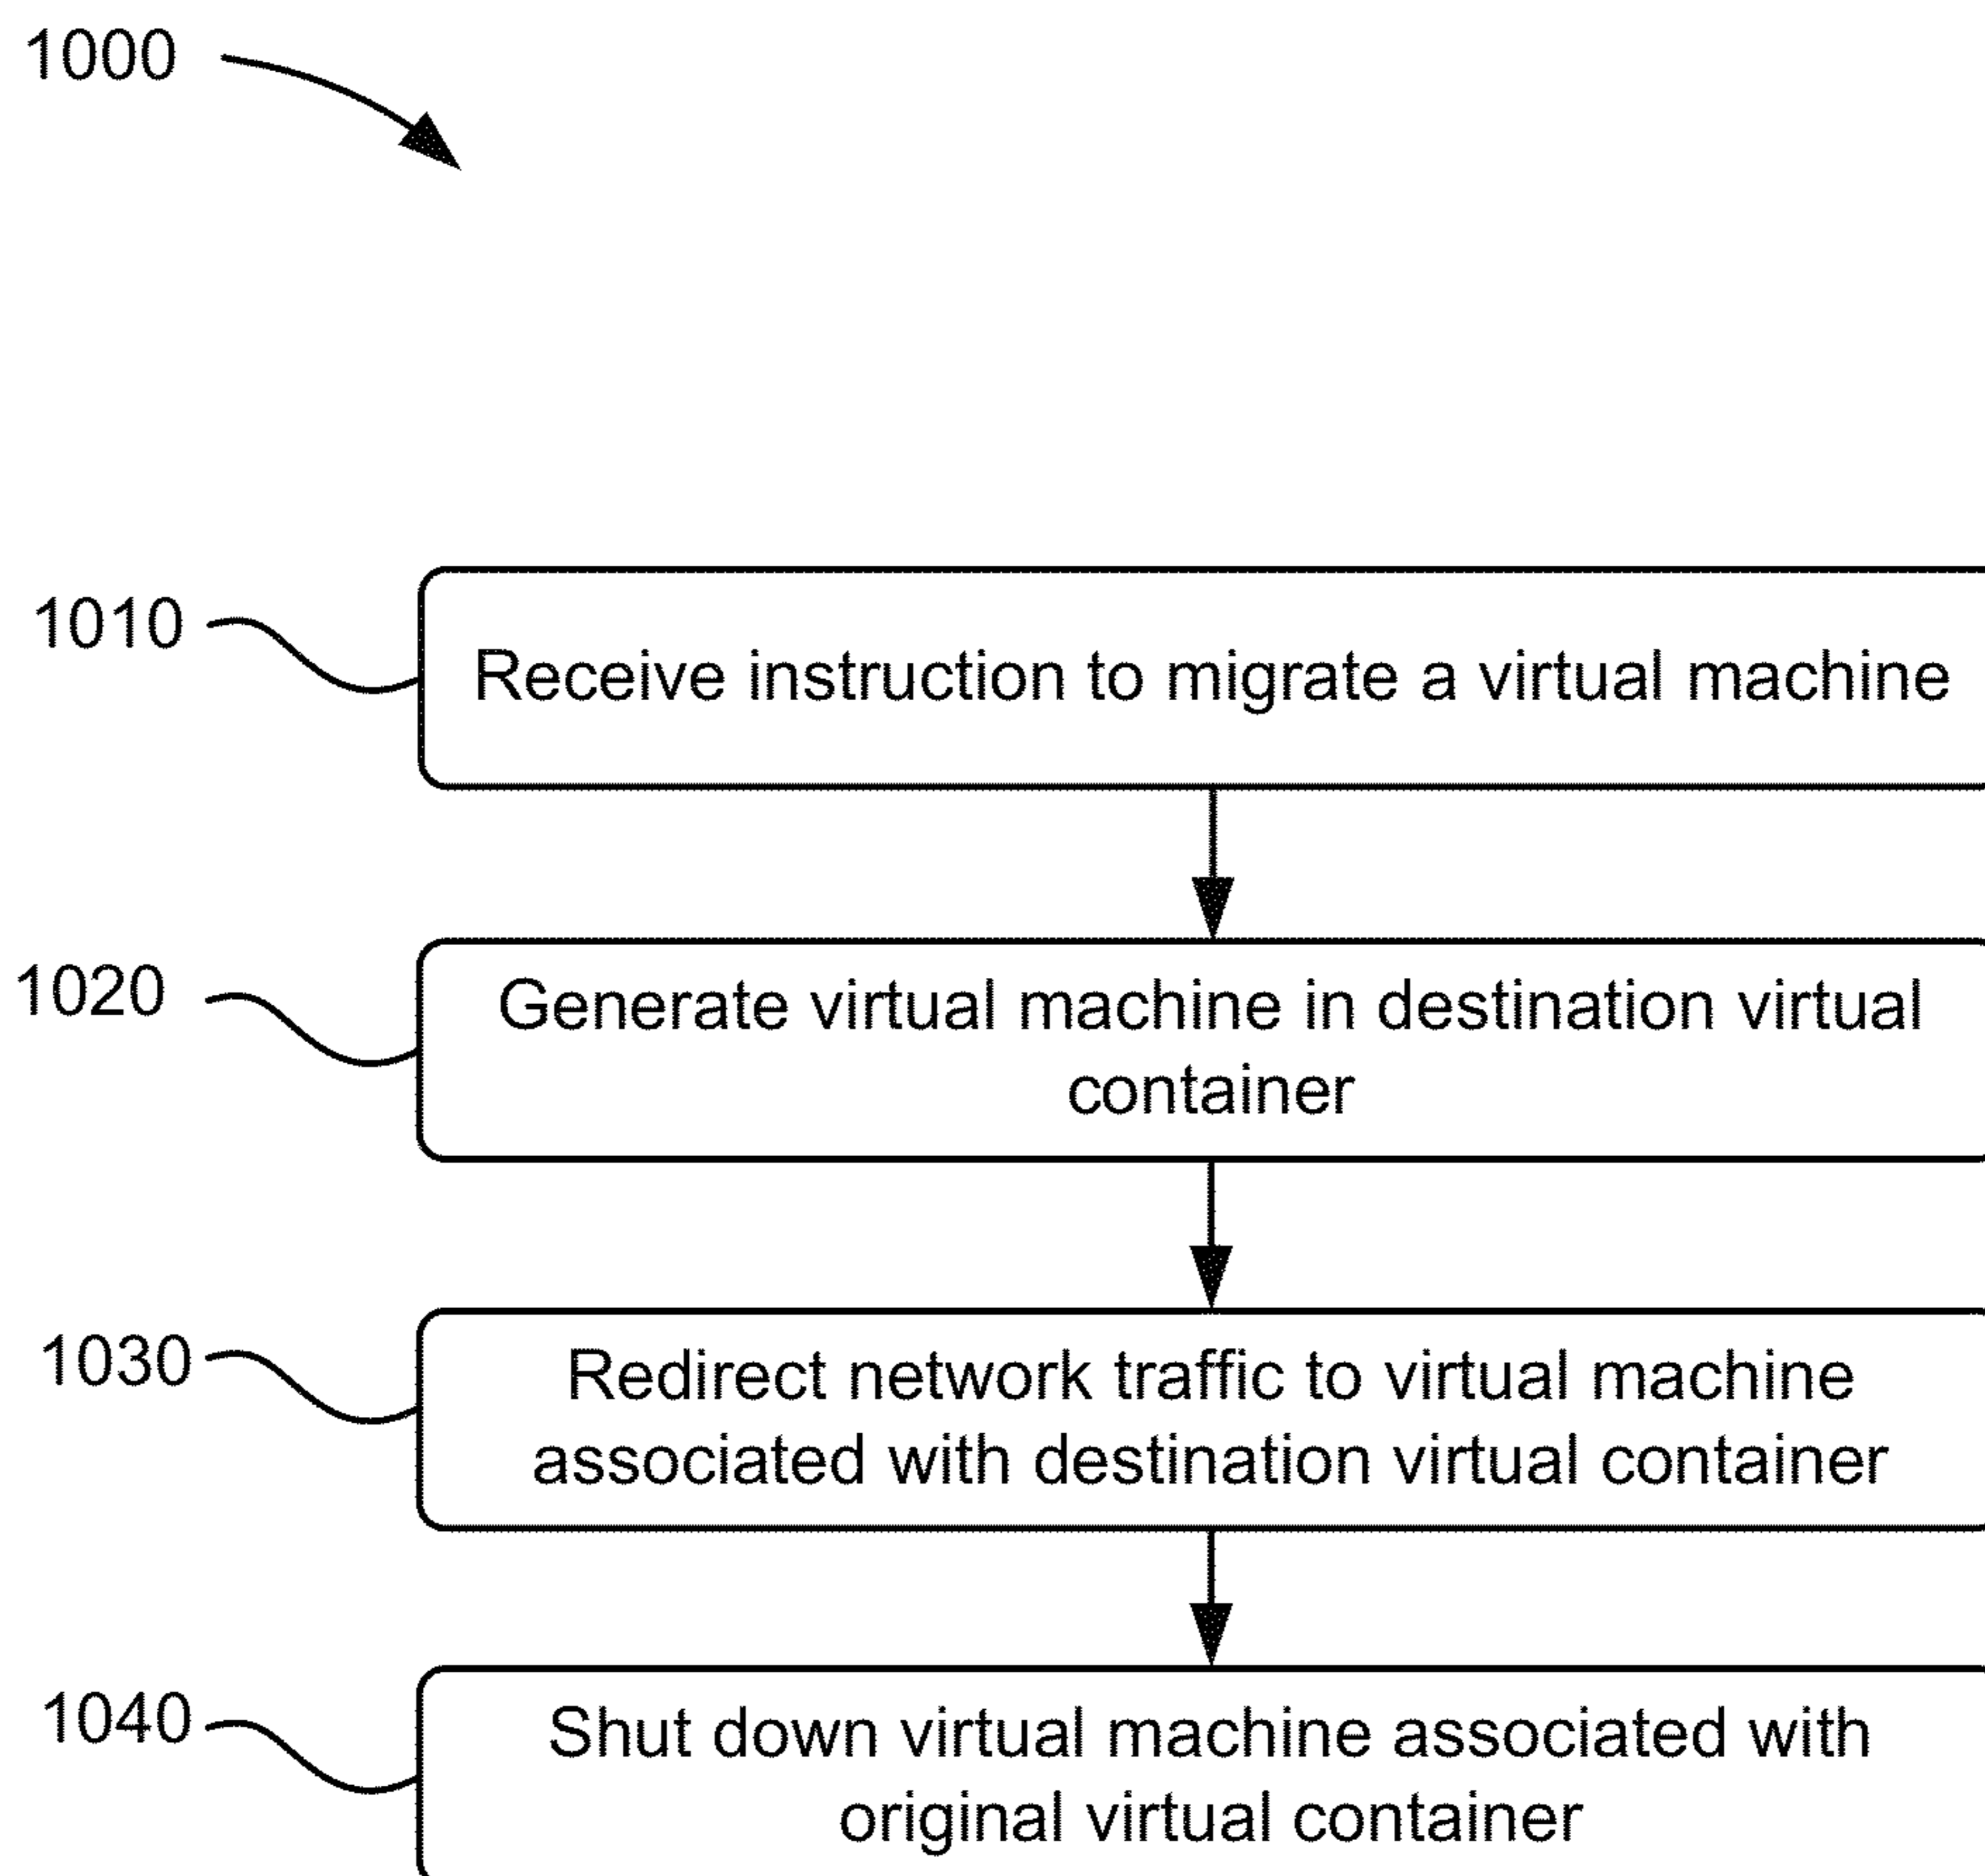 1000
1010
Receive instruction to migrate a virtual machine
1020
Generate virtual machine in destination virtual
container
1030
Redirect network traffic to virtual machine
associated with destination virtual container
1040
Shut down virtual machine associated with
original virtual container